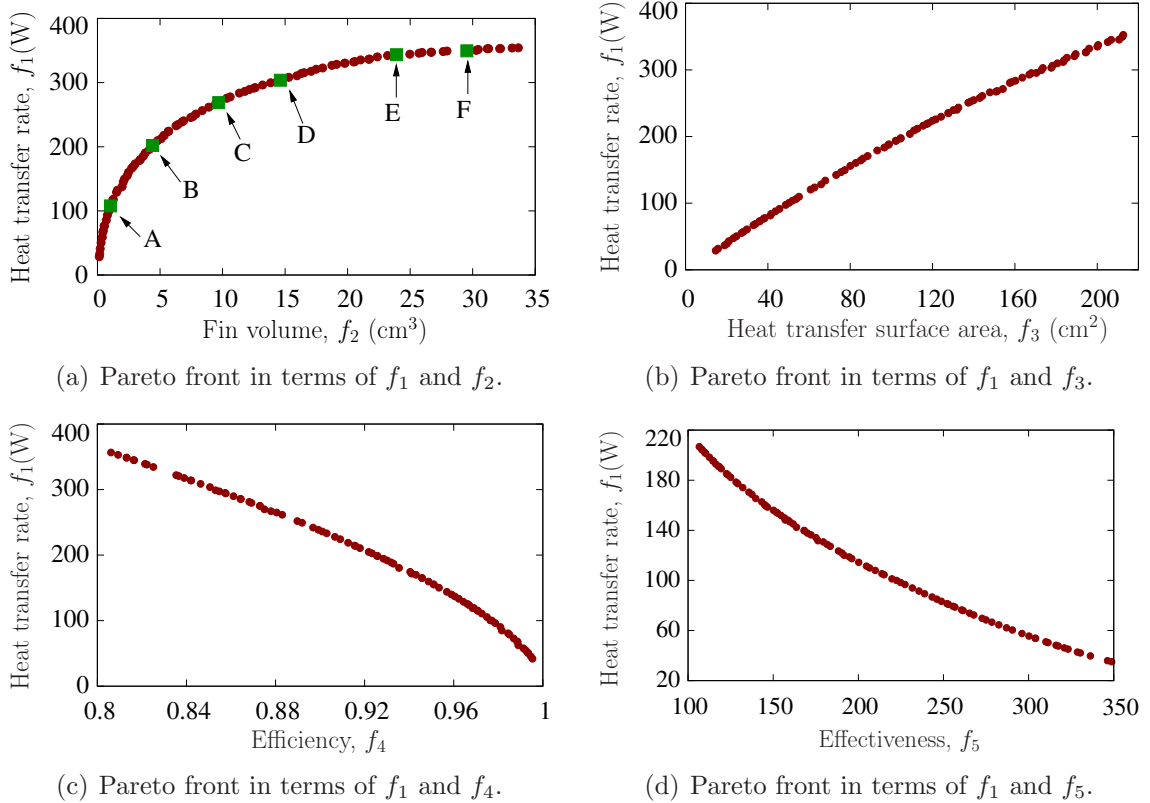 Heat transfer rate, f₁(W)
400
300
200
100
0
A
B
C
D
E
F
0 5 10 15 20 25 30 35
Fin volume, f₂ (cm³)
(a) Pareto front in terms of f₁ and f₂.
Heat transfer rate, f₁(W)
400
300
200
100
0
0 40 80 120 160 200
Heat transfer surface area, f₃ (cm²)
(b) Pareto front in terms of f₁ and f₃.
Heat transfer rate, f₁(W)
400
300
200
100
0
0.8 0.84 0.88 0.92 0.96 1
Efficiency, f₄
(c) Pareto front in terms of f₁ and f₄.
Heat transfer rate, f₁(W)
220
180
140
100
60
20
100 150 200 250 300 350
Effectiveness, f₅
(d) Pareto front in terms of f₁ and f₅.